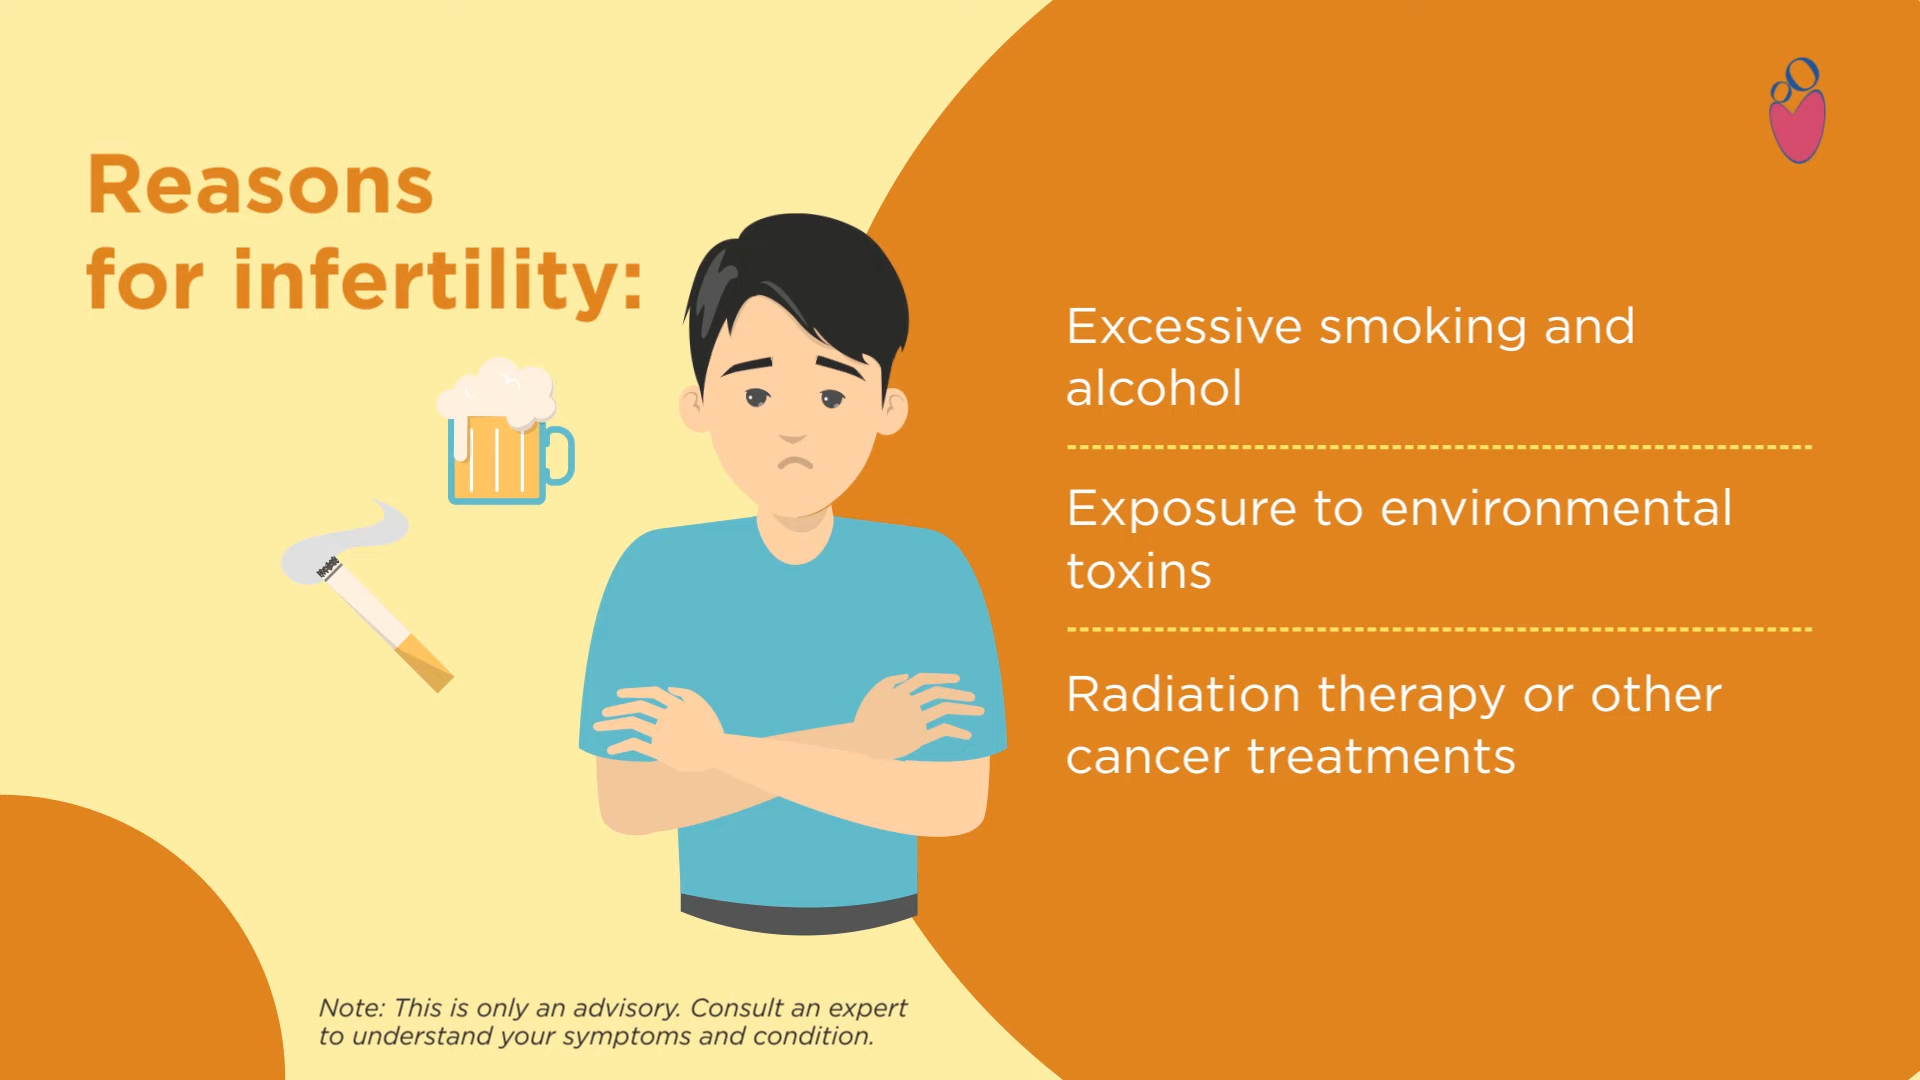 Reasons
for infertility:
Excessive smoking and
alcohol
Exposure to environmental
toxins
Radiation therapy or other
cancer treatments
Note: This is only an advisory. Consult an expert
to understand your symptoms and condition.